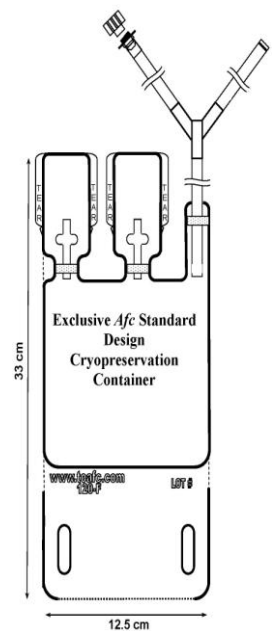 TEAR
TEAR
TEAR
TEAR
Exclusive Afc Standard
Design
Cryopreservation
Container
33 cm
www.toafc.com
120-F
LOT #
12.5 cm